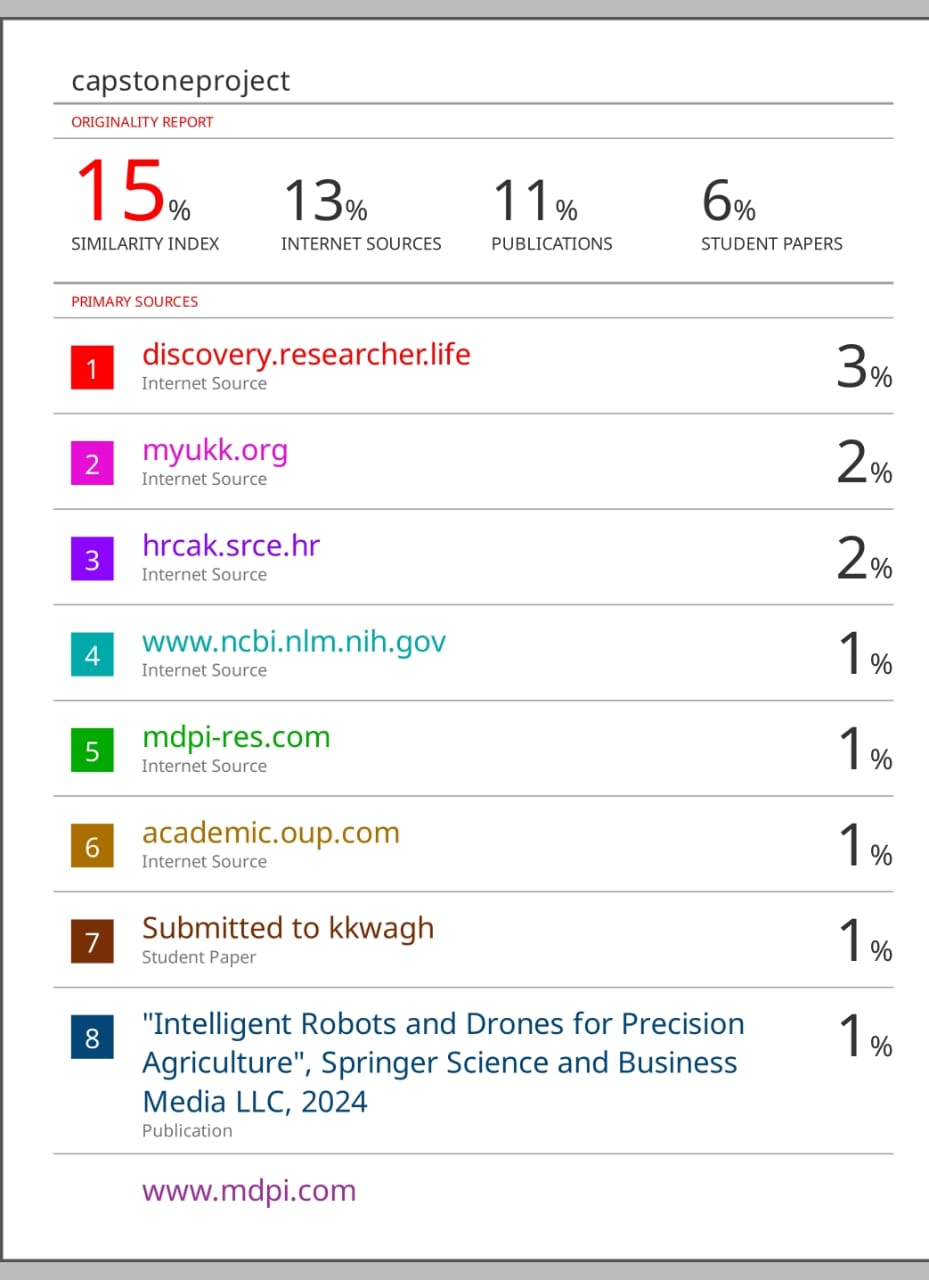 capstoneproject
ORIGINALITY REPORT
15% 13% 11% 6%
SIMILARITY INDEX INTERNET SOURCES PUBLICATIONS STUDENT PAPERS
PRIMARY SOURCES
1 discovery.researcher.life 3%
Internet Source
2 myukk.org 2%
Internet Source
3 hrcak.srce.hr 2%
Internet Source
4 www.ncbi.nlm.nih.gov 1%
Internet Source
5 mdpi-res.com 1%
Internet Source
6 academic.oup.com 1%
Internet Source
7 Submitted to kkwagh 1%
Student Paper
8 "Intelligent Robots and Drones for Precision 1%
Agriculture", Springer Science and Business
Media LLC, 2024
Publication
www.mdpi.com